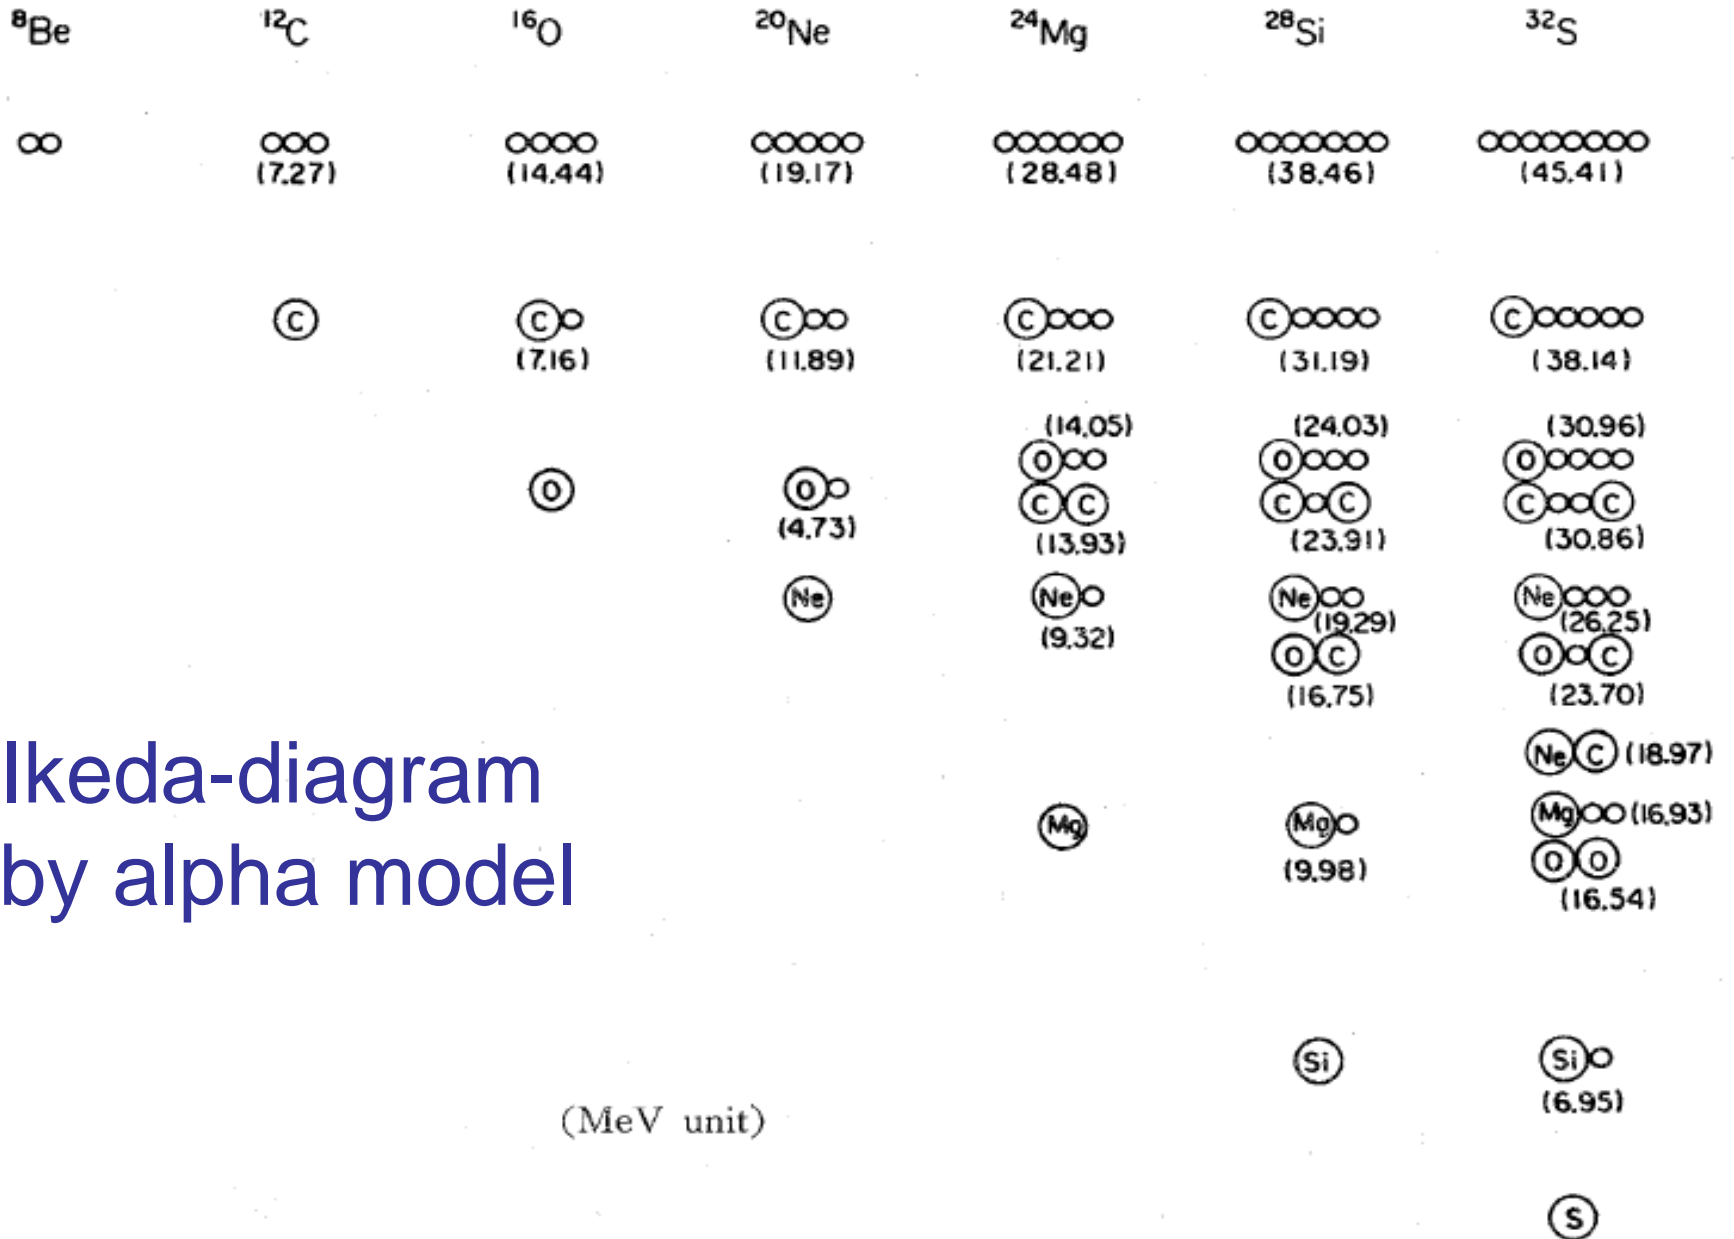 ⁸Be ¹²C ¹⁶O ²⁰Ne ²⁴Mg ²⁸Si ³²S
(7.27) (14.44) (19.17) (28.48) (38.46) (45.41)
C C C C C C
(7.16) (11.89) (21.21) (31.19) (38.14)
(14.05) (24.03) (30.96)
O O O O O
C C C C C C
(4.73) (13.93) (23.91) (30.86)
Ne Ne Ne Ne
(9.32) (19.29) (26.25)
O C O C
(16.75) (23.70)
Ne C (18.97)
Ikeda-diagram
by alpha model
Mg Mg Mg (16.93)
O O
(9.98) (16.54)
Si Si
(6.95)
(MeV unit)
S